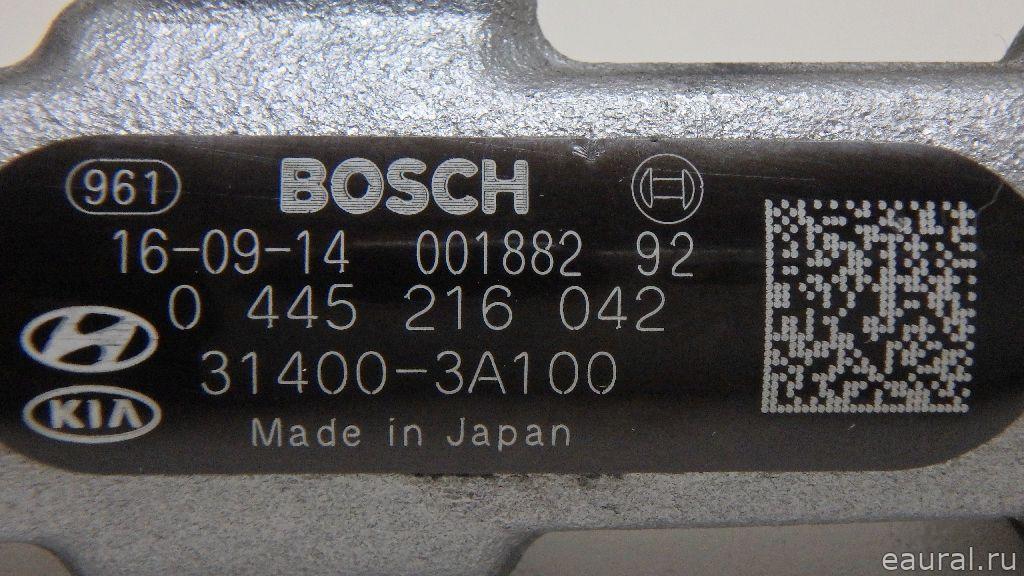 961 BOSCH
16-09-14 001882 92
0 445 216 042
31400-3A100
KIA
Made in Japan
eaural.ru